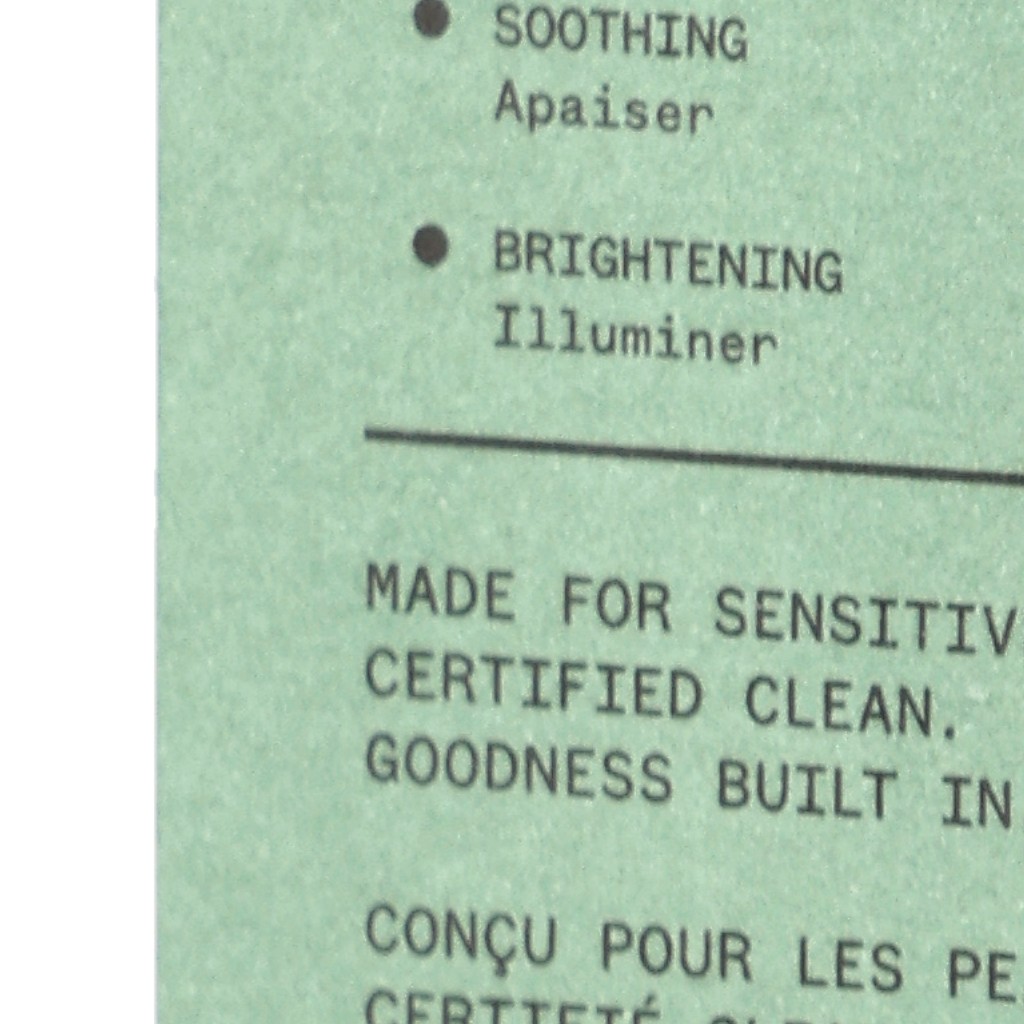 ● SOOTHING
Apaiser
● BRIGHTENING
Illuminer
MADE FOR SENSITIV
CERTIFIED CLEAN.
GOODNESS BUILT IN
CONÇU POUR LES PE